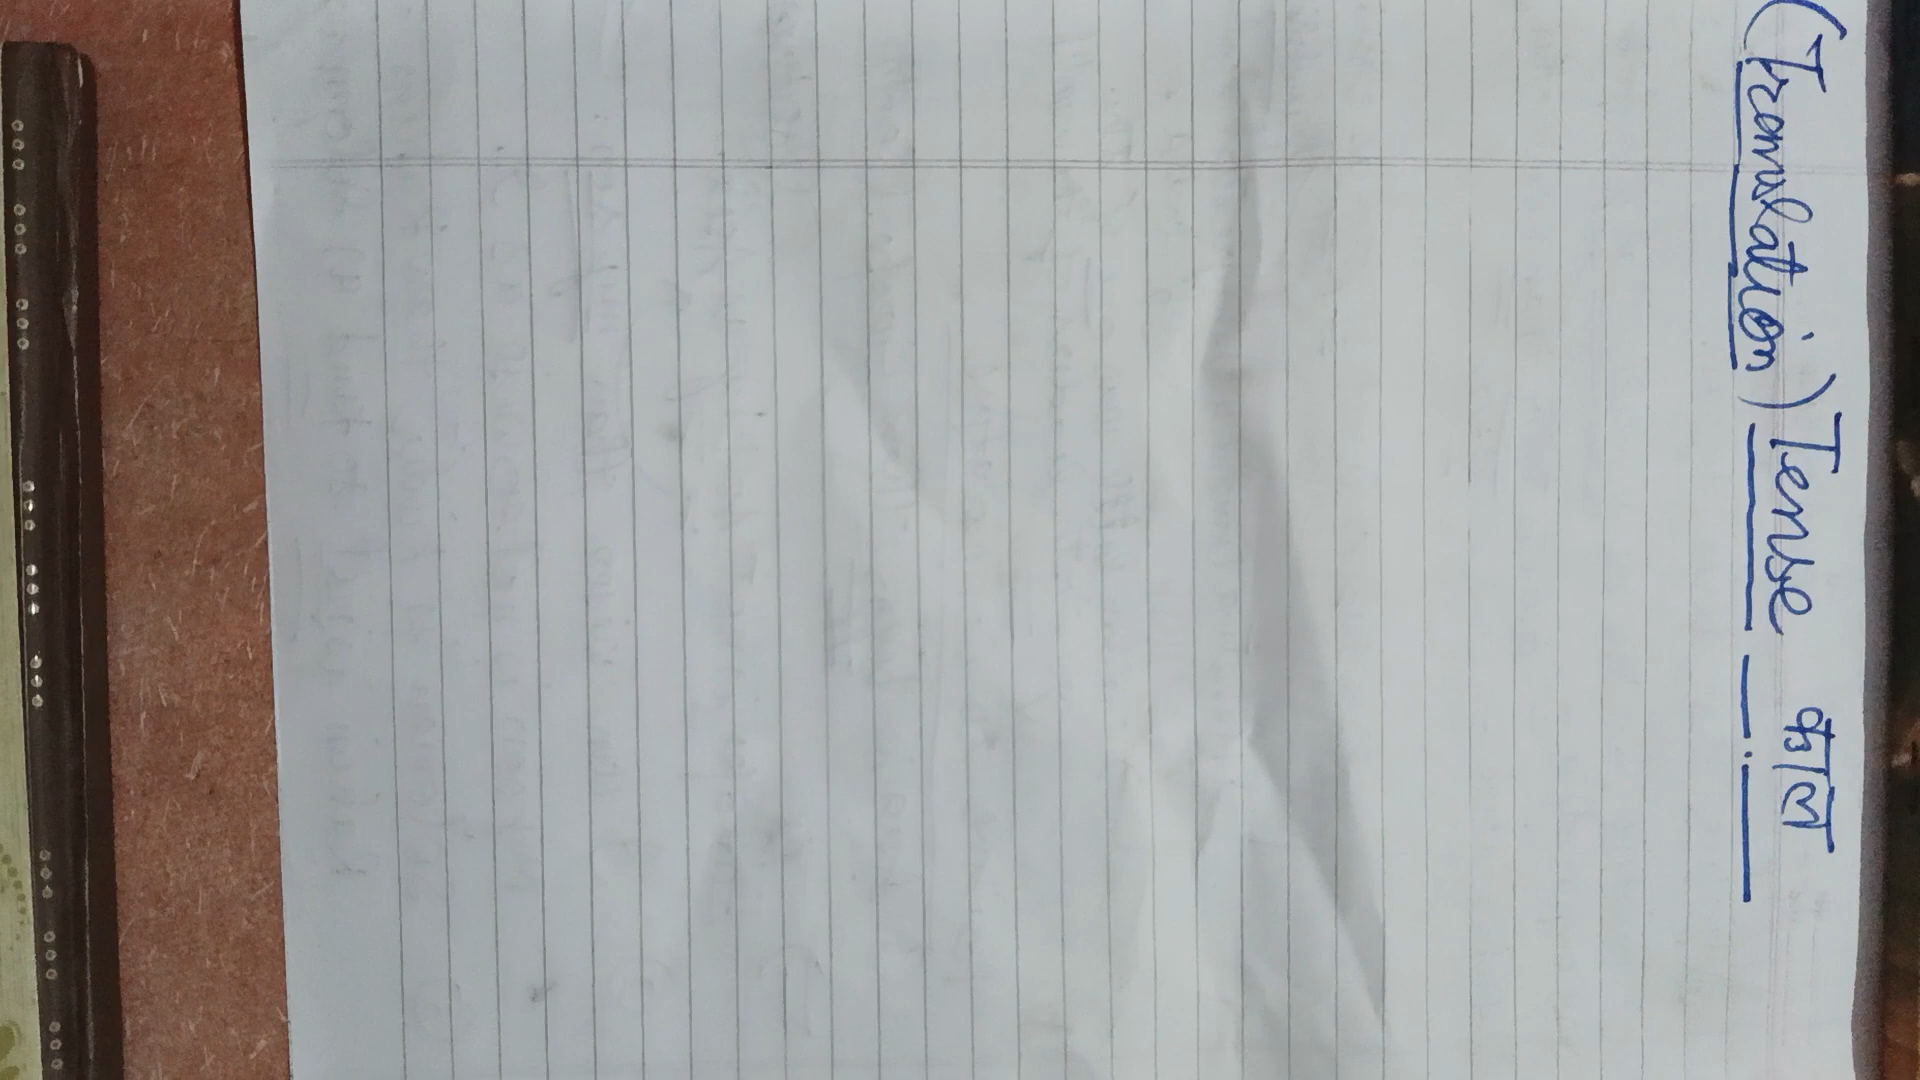 (Translation) Tense काल